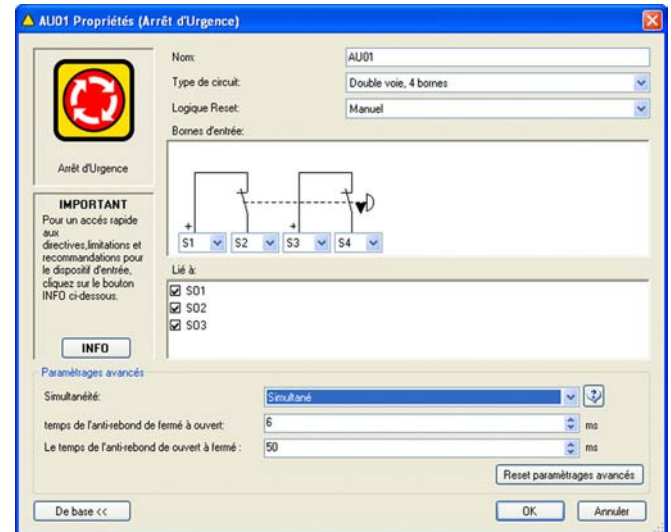 AU01 Propriétés (Arrêt d'Urgence)
Arrêt d'Urgence
IMPORTANT
Pour un accés rapide
aux
directives,limitations et
recommandations pour
le dispositif d'entrée,
cliquez sur le bouton
INFO ci-dessous.
INFO
Nom:
AU01
Type de circuit:
Double voie, 4 bornes
Logique Reset:
Manuel
Bornes d'entrée:
+ +
S1 S2 S3 S4
Lié à:
SO1
SO2
SO3
Paramètrages avancés
Simultanéité:
Simultané
temps de l'anti-rebond de fermé à ouvert:
6
ms
Le temps de l'anti-rebond de ouvert à fermé :
50
ms
Reset paramètrages avancés
De base <<
OK
Annuler